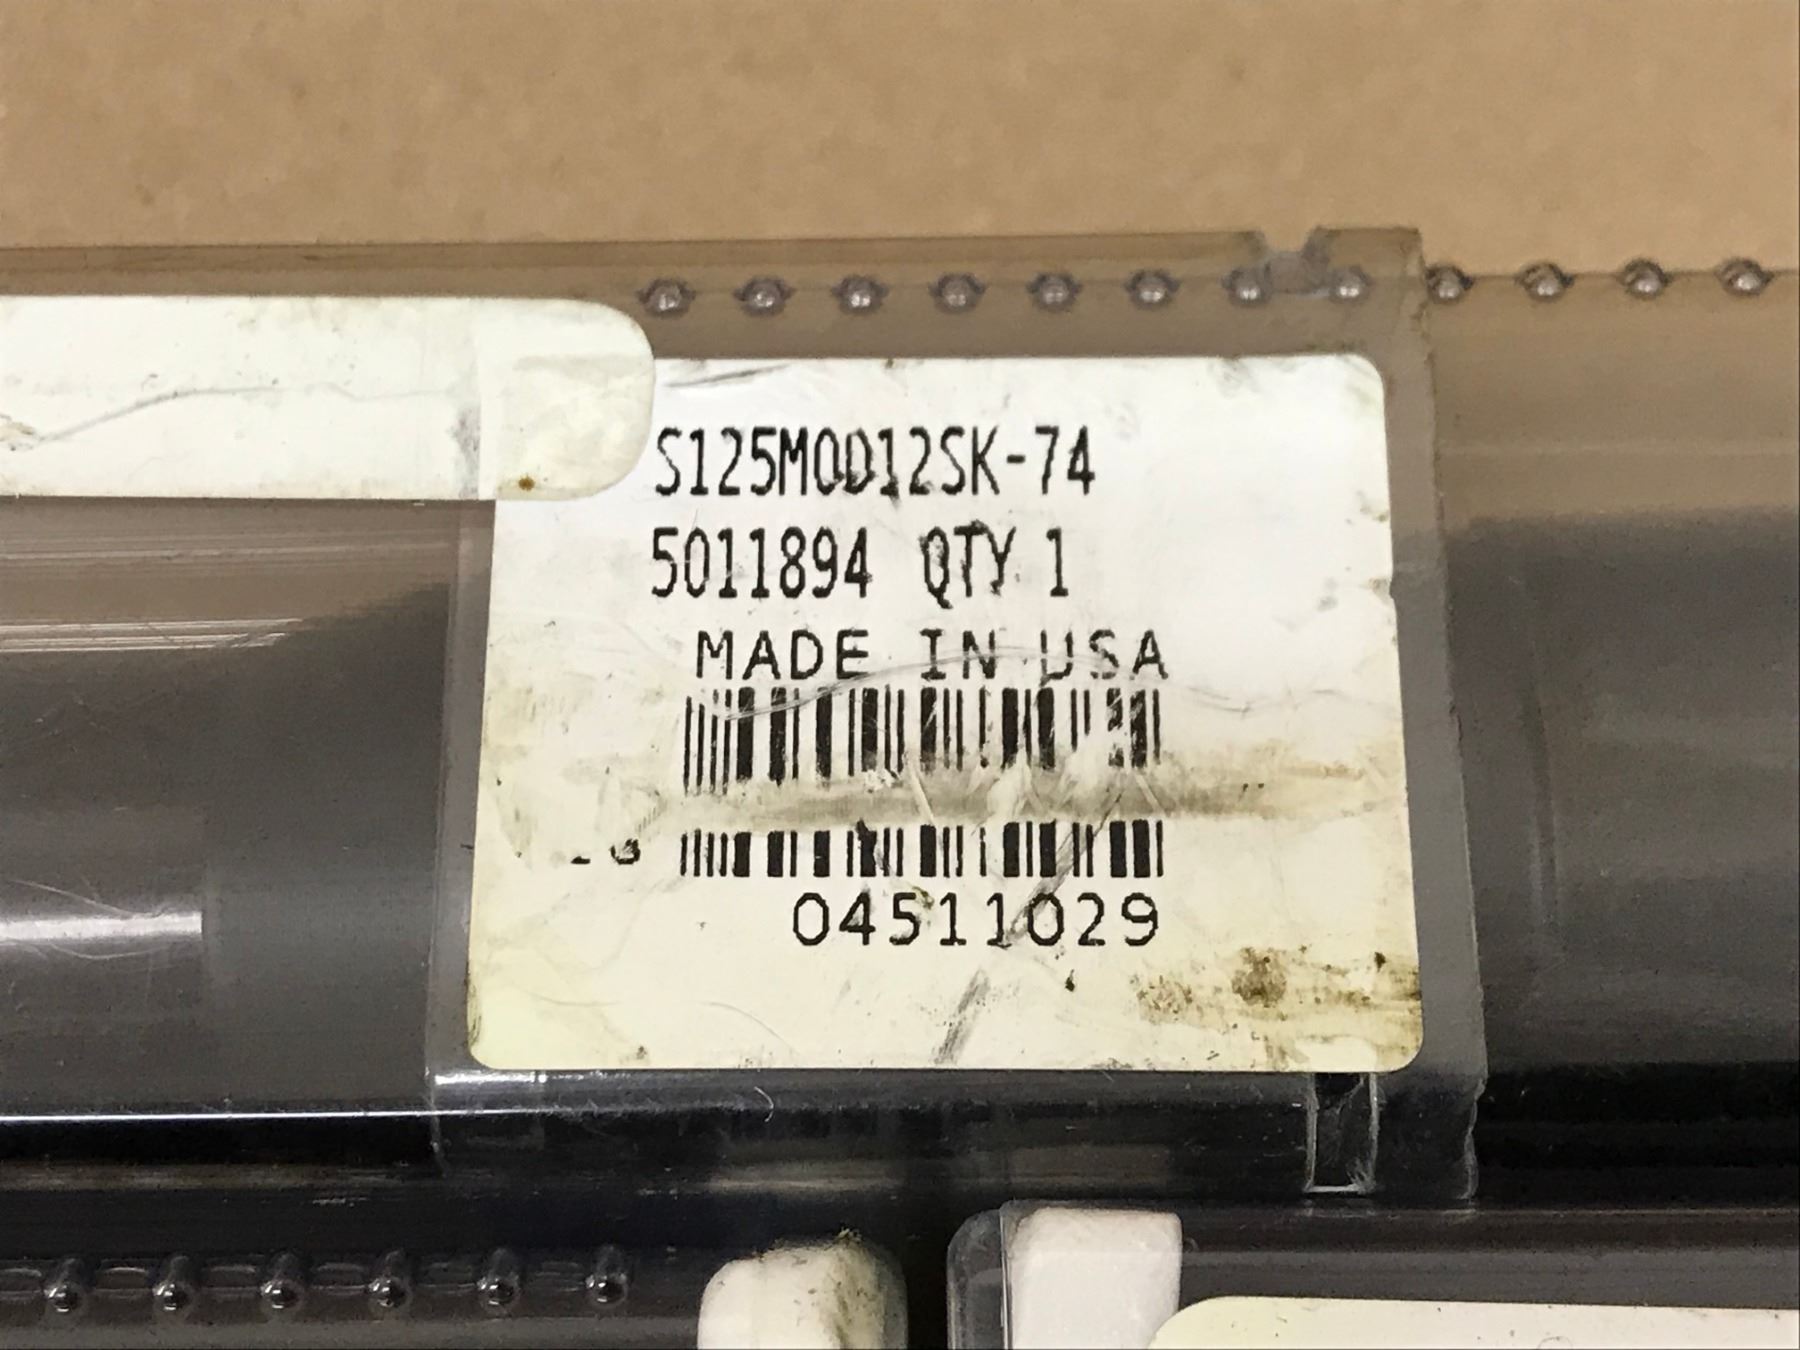 S125MOD12SK-74
5011894 QTY 1
MADE IN USA
04511029